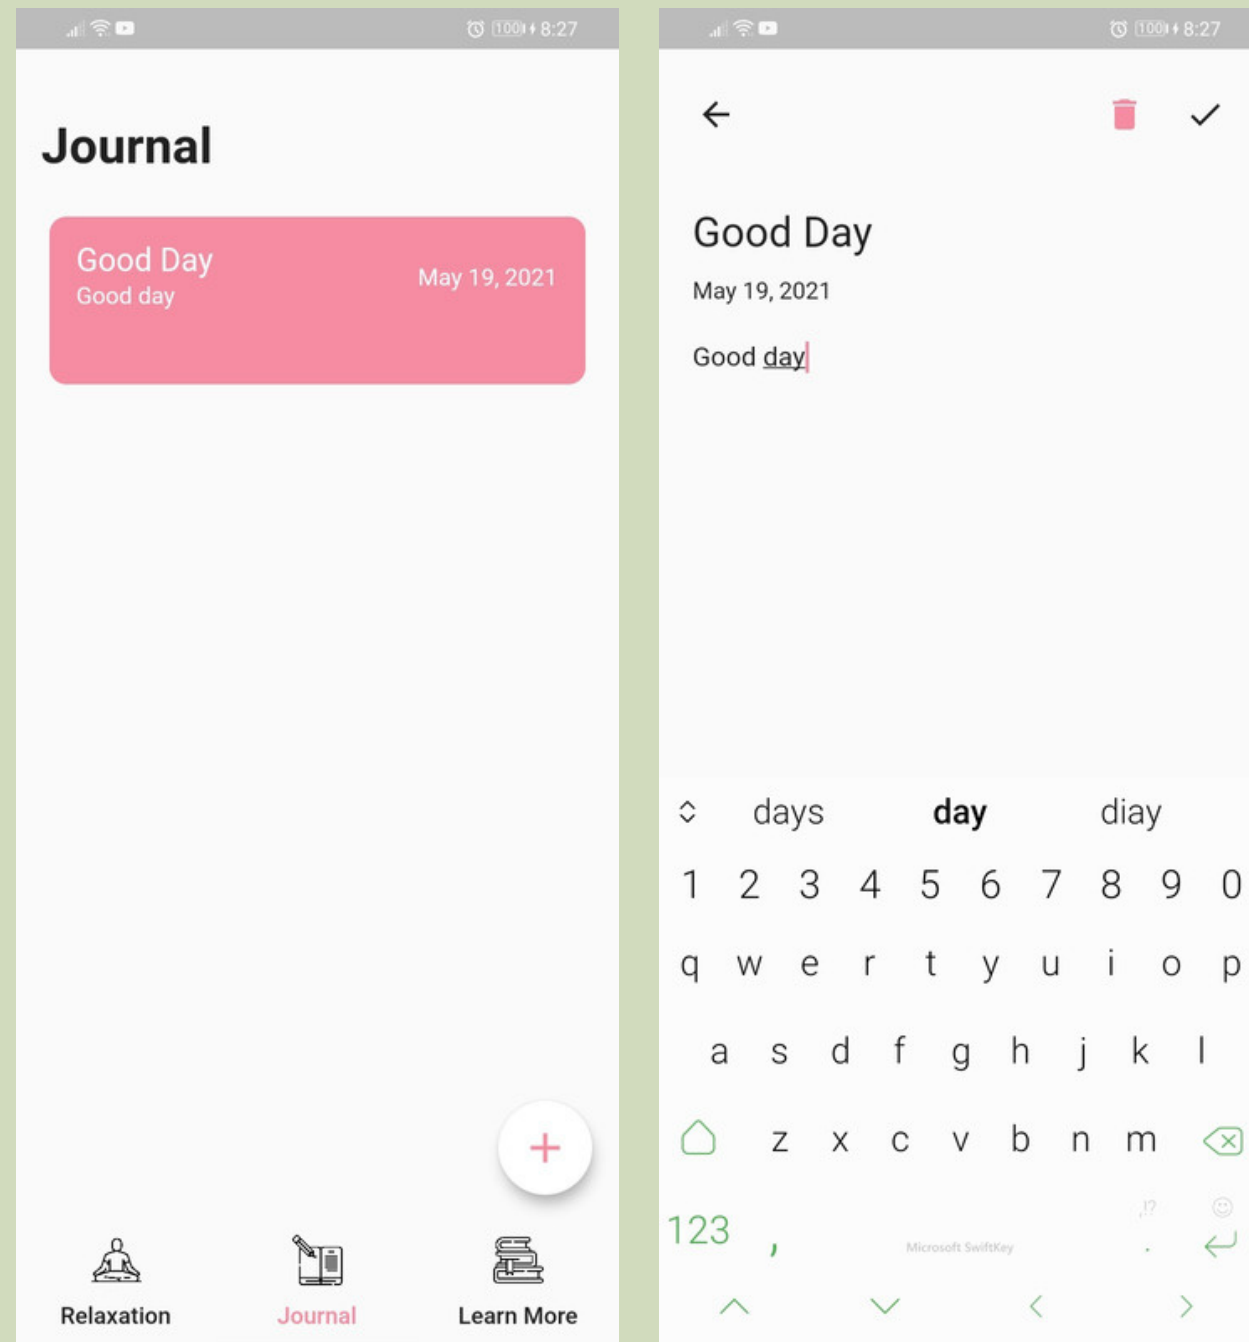 100 8:27
Journal
Good Day
Good day
May 19, 2021
Relaxation
Journal
Learn More
100 8:27
Good Day
May 19, 2021
Good day
days day diay
1 2 3 4 5 6 7 8 9 0
q w e r t y u i o p
a s d f g h j k l
z x c v b n m
,!?
123 , Microsoft SwiftKey .